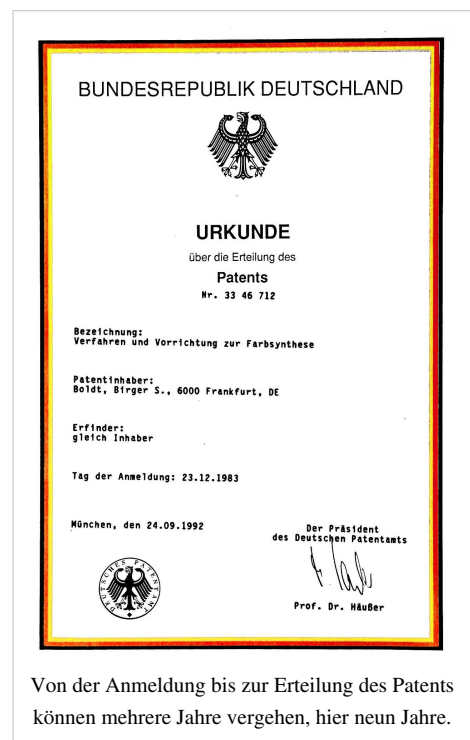 BUNDESREPUBLIK DEUTSCHLAND
URKUNDE
über die Erteilung des
Patents
Nr. 33 46 712
Bezeichnung:
Verfahren und Vorrichtung zur Farbsynthese
Patentinhaber:
Boldt, Birger S., 6000 Frankfurt, DE
Erfinder:
gleich Inhaber
Tag der Anmeldung: 23.12.1983
München, den 24.09.1992
Der Präsident
des Deutschen Patentamts
Prof. Dr. Häußer
DEUTSCHES PATENTAMT
Von der Anmeldung bis zur Erteilung des Patents
können mehrere Jahre vergehen, hier neun Jahre.